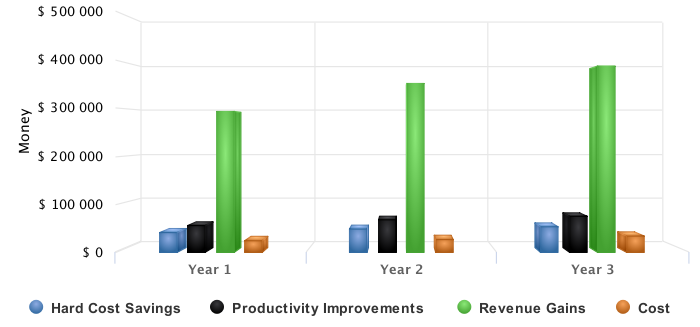 $ 500 000
$ 400 000
$ 300 000
$ 200 000
$ 100 000
$ 0
Money
Year 1 Year 2 Year 3
Hard Cost Savings Productivity Improvements Revenue Gains Cost